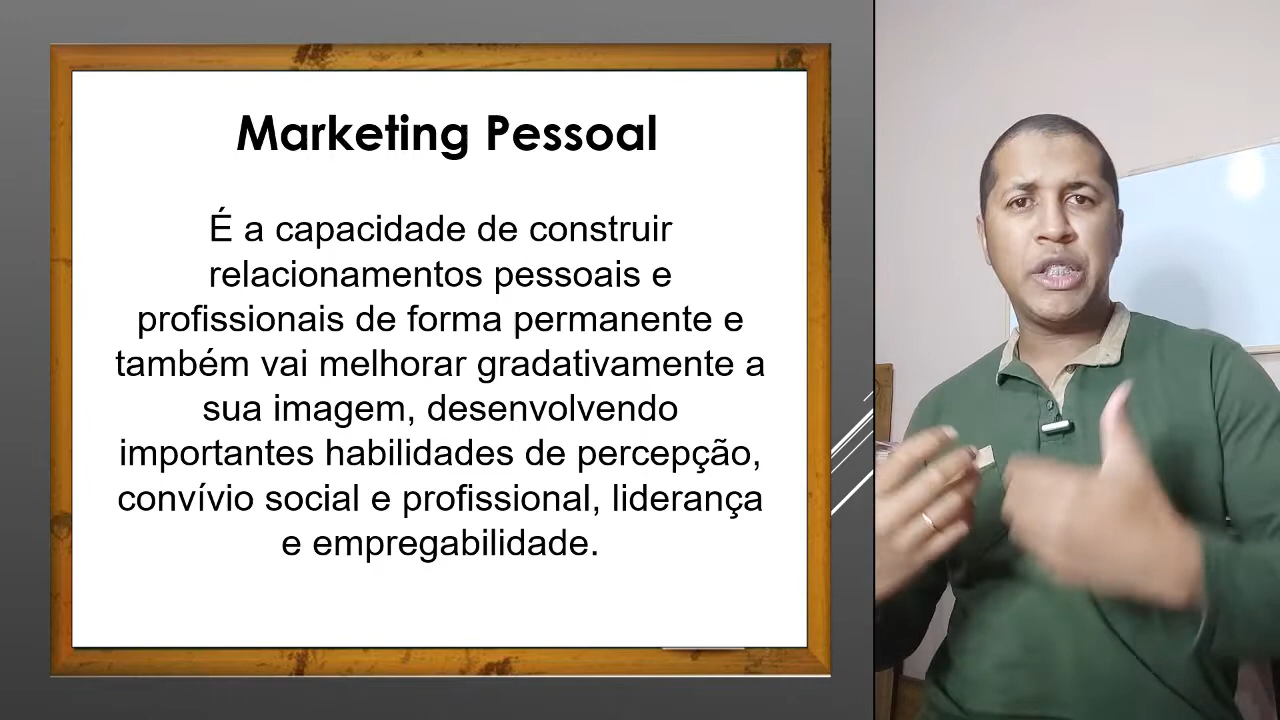 Marketing Pessoal
É a capacidade de construir
relacionamentos pessoais e
profissionais de forma permanente e
também vai melhorar gradativamente a
sua imagem, desenvolvendo
importantes habilidades de percepção,
convívio social e profissional, liderança
e empregabilidade.